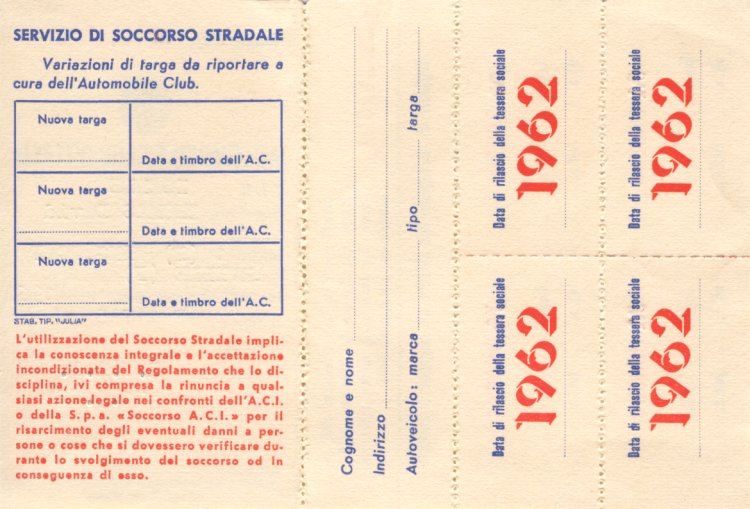 SERVIZIO DI SOCCORSO STRADALE
Variazioni di targa da riportare a
cura dell'Automobile Club.
Nuova targa
Data e timbro dell'A.C.
Nuova targa
Data e timbro dell'A.C.
Nuova targa
Data e timbro dell'A.C.
STAB. TIP. "JULIA"
L'utilizzazione del Soccorso Stradale impli-
ca la conoscenza integrale e l'accettazione
incondizionata del Regolamento che lo di-
sciplina, ivi compresa la rinuncia a qual-
siasi azione legale nei confronti dell'A.C.I.
o della S.p.a. «Soccorso A.C.I.» per il
risarcimento degli eventuali danni a per-
sone o cose che si dovessero verificare du-
rante lo svolgimento del soccorso od in
conseguenza di esso.
Cognome e nome
Indirizzo
Autoveicolo: marca tipo targa
Data di rilascio della tessera sociale
1962
Data di rilascio della tessera sociale
1962
Data di rilascio della tessera sociale
1962
Data di rilascio della tessera sociale
1962